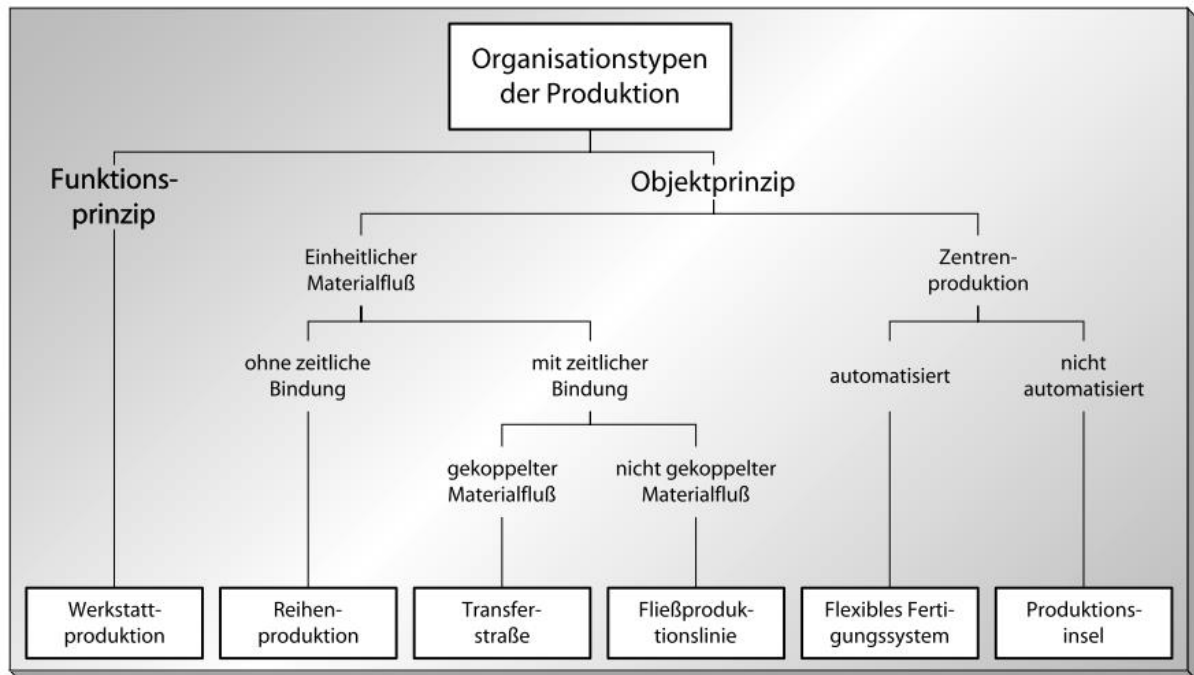 Organisationstypen
der Produktion
Funktions-
prinzip
Objektprinzip
Einheitlicher
Materialfluß
Zentren-
produktion
ohne zeitliche
Bindung
mit zeitlicher
Bindung
automatisiert
nicht
automatisiert
gekoppelter
Materialfluß
nicht gekoppelter
Materialfluß
Werkstatt-
produktion
Reihen-
produktion
Transfer-
straße
Fließproduk-
tionslinie
Flexibles Ferti-
gungssystem
Produktions-
insel